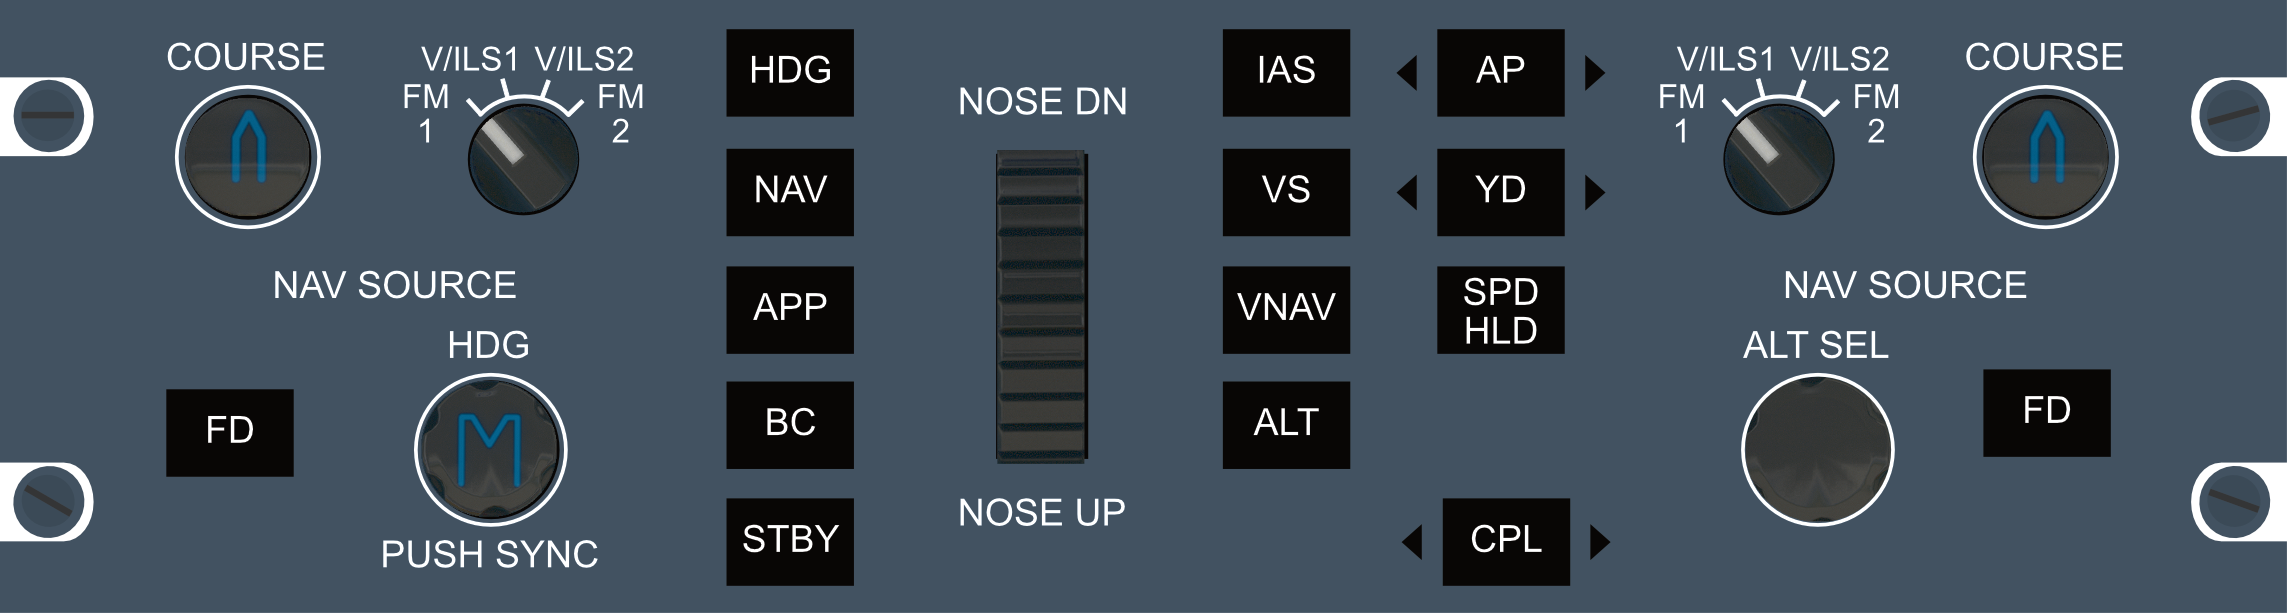 COURSE
V/ILS1 V/ILS2
FM
1
FM
2
NAV SOURCE
HDG
FD
PUSH SYNC
HDG
NAV
APP
BC
STBY
NOSE DN
NOSE UP
IAS
VS
VNAV
ALT
AP
YD
SPD
HLD
CPL
V/ILS1 V/ILS2
FM
1
FM
2
COURSE
NAV SOURCE
ALT SEL
FD